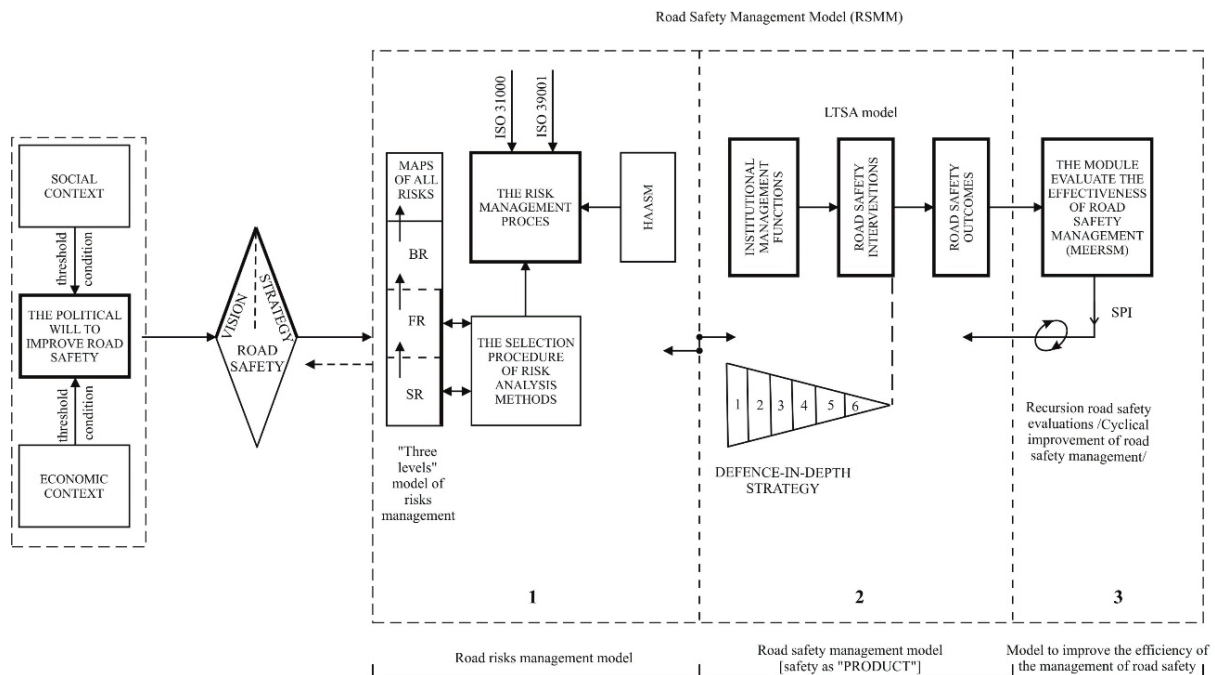 Road Safety Management Model (RSMM)
SOCIAL
CONTEXT
threshold
condition
THE POLITICAL
WILL TO
IMPROVE ROAD
SAFETY
threshold
condition
ECONOMIC
CONTEXT
VISION
STRATEGY
ROAD
SAFETY
MAPS
OF ALL
RISKS
BR
FR
SR
"Three
levels"
model of
risks
management
ISO 31000
ISO 39001
THE RISK
MANAGEMENT
PROCES
HAASM
THE SELECTION
PROCEDURE
OF RISK
ANALYSIS
METHODS
1
Road risks management model
LTSA model
INSTITUTIONAL
MANAGEMENT
FUNCTIONS
ROAD SAFETY
INTERVENTIONS
ROAD SAFETY
OUTCOMES
1 2 3 4 5 6
DEFENCE-IN-DEPTH
STRATEGY
2
Road safety management model
[safety as "PRODUCT"]
THE MODULE
EVALUATE THE
EFFECTIVENESS
OF ROAD
SAFETY
MANAGEMENT
(MEERSM)
SPI
Recursion road safety
evaluations /Cyclical
improvement of road
safety management/
3
Model to improve the efficiency of
the management of road safety